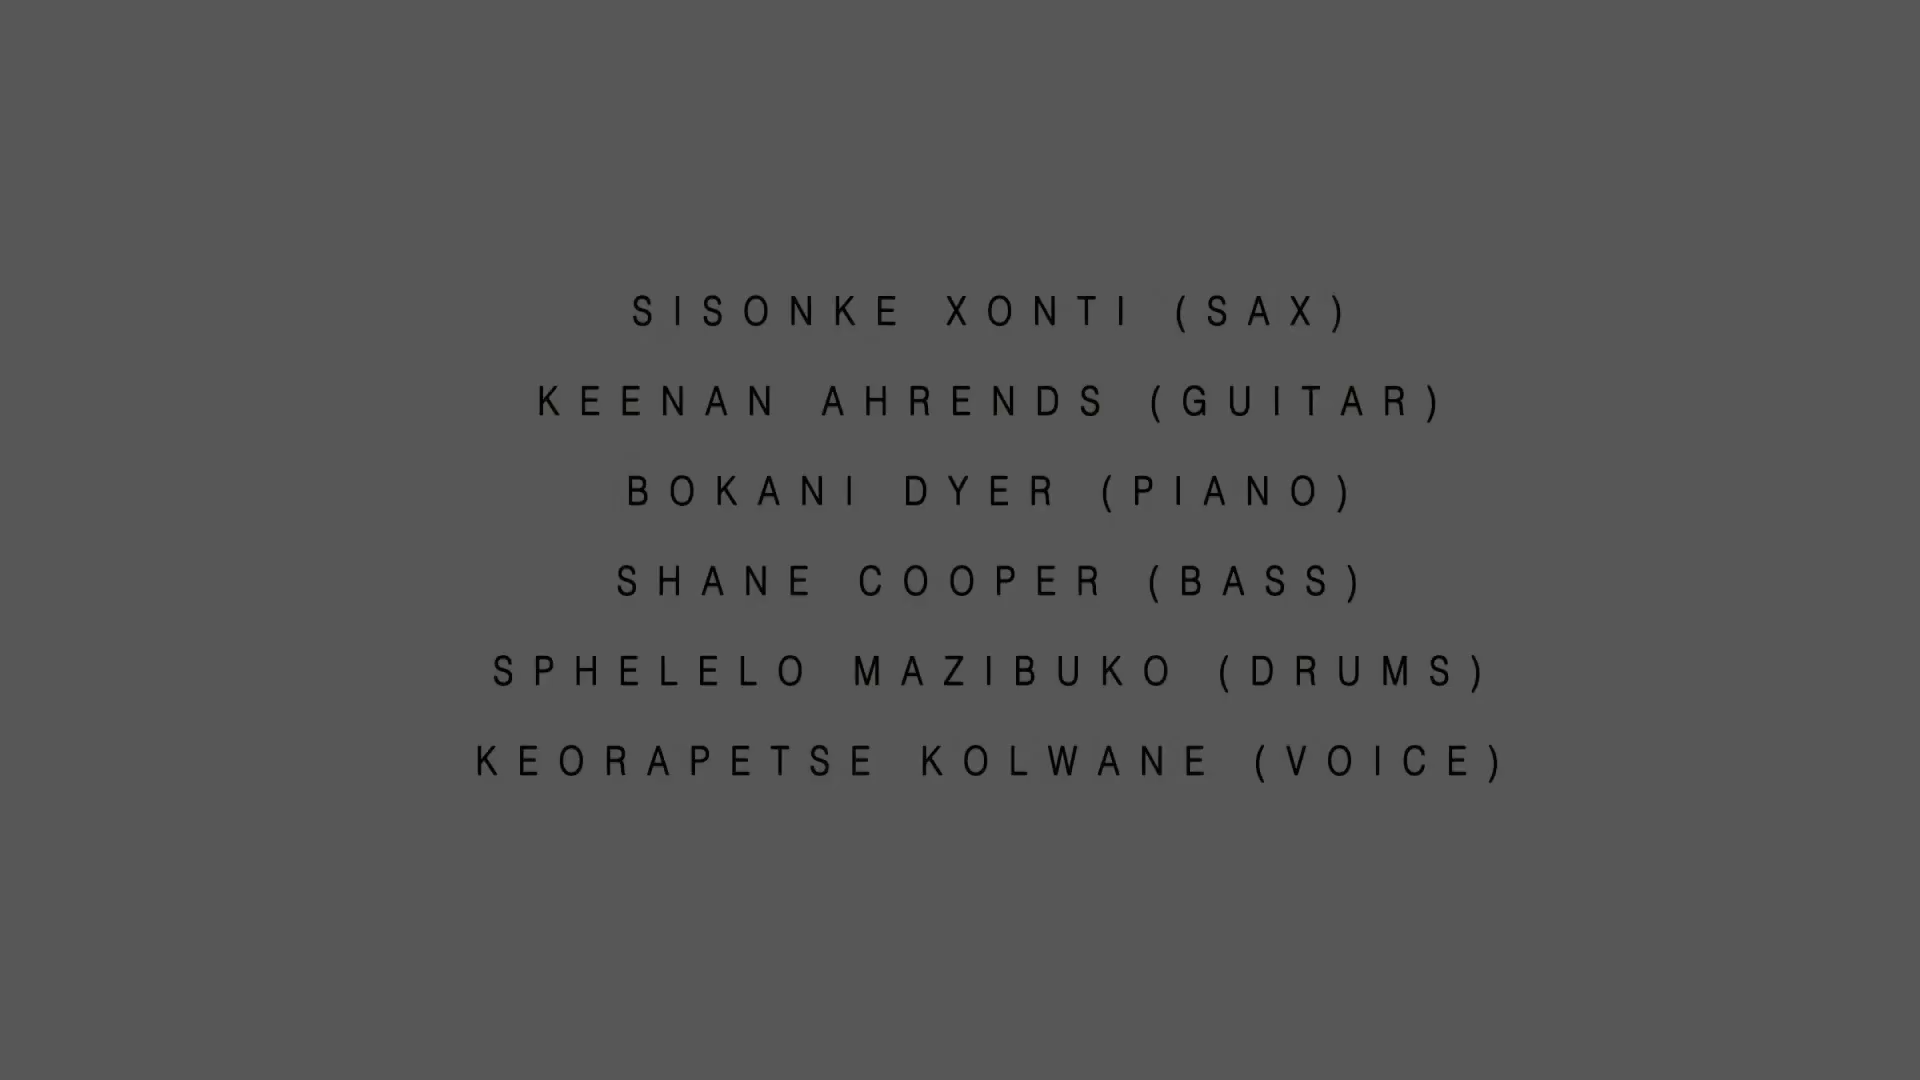 SISONKE XONTI (SAX)
KEENAN AHRENDS (GUITAR)
BOKANI DYER (PIANO)
SHANE COOPER (BASS)
SPHELELO MAZIBUKO (DRUMS)
KEORAPETSE KOLWANE (VOICE)